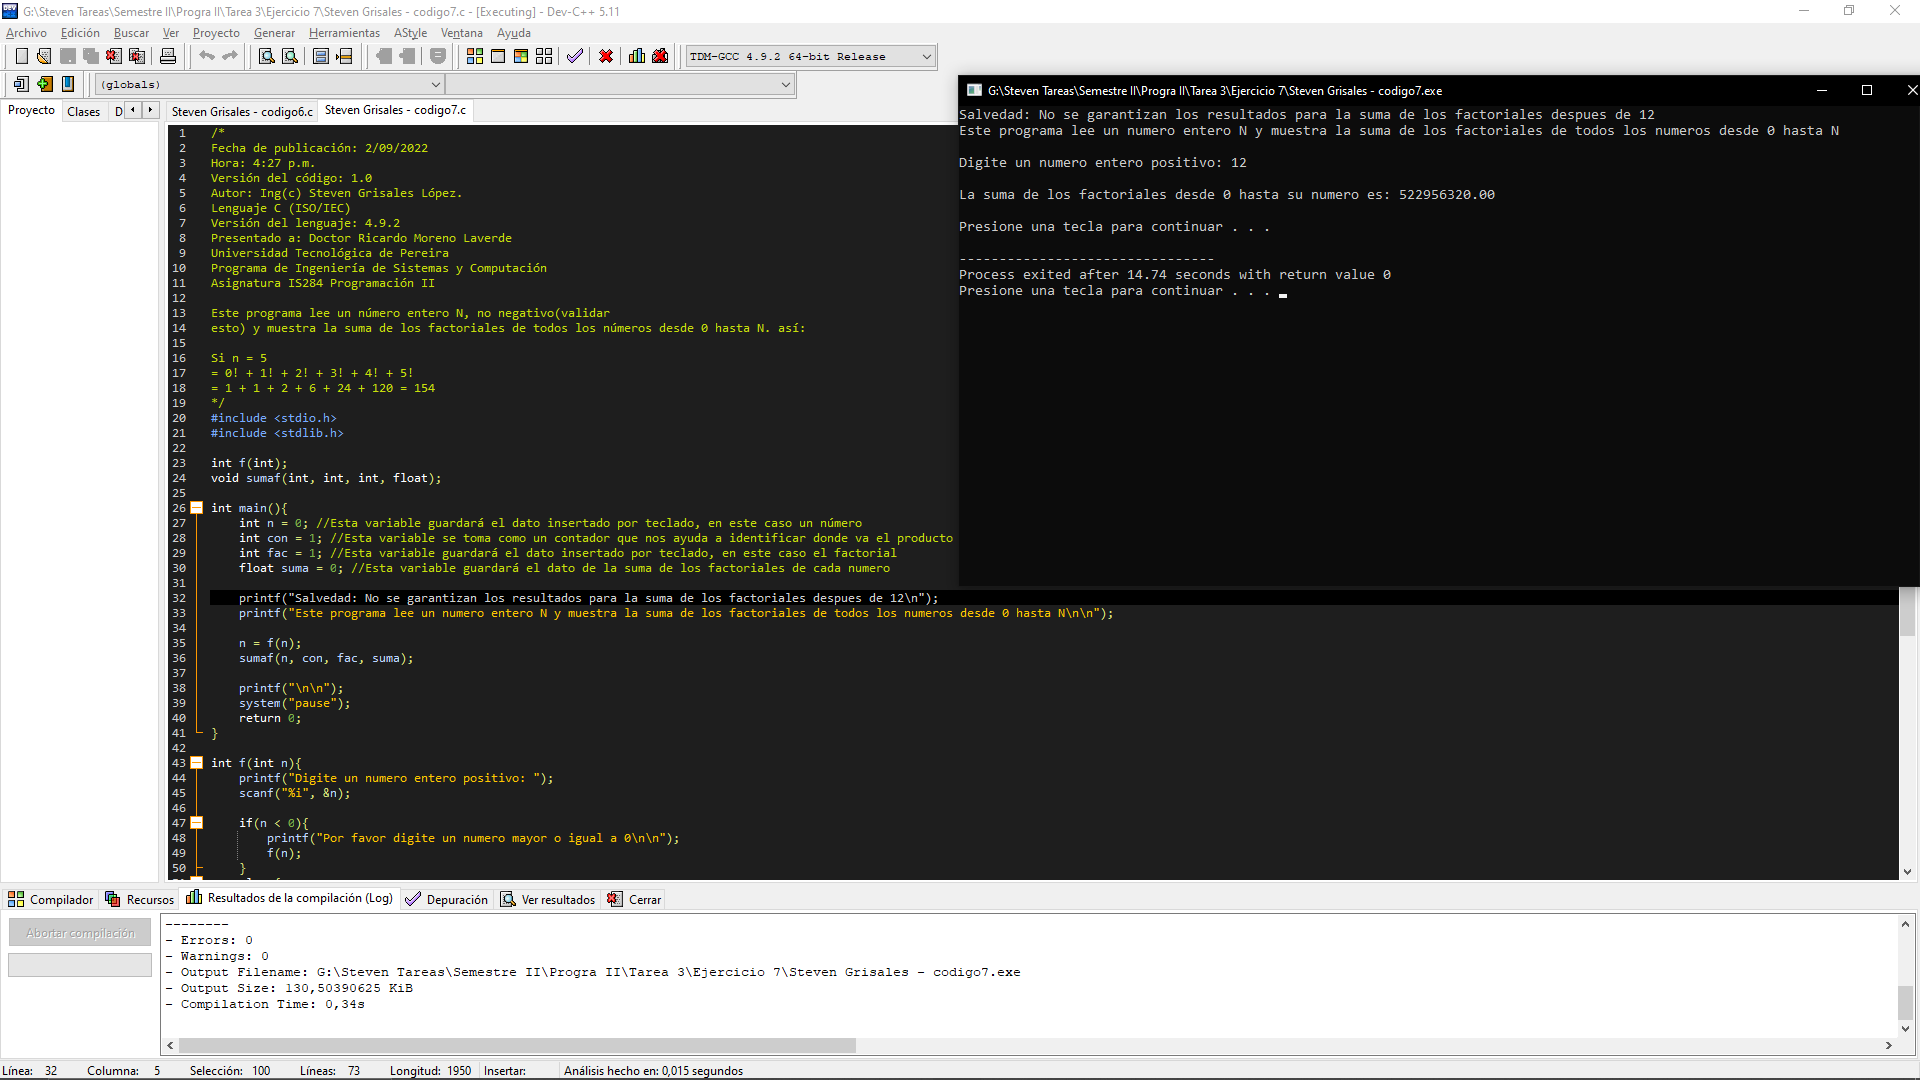 G:\Steven Tareas\Semestre II\Progra II\Tarea 3\Ejercicio 7\Steven Grisales - codigo7.c - [Executing] - Dev-C++ 5.11
Archivo Edición Buscar Ver Proyecto Generar Herramientas AStyle Ventana Ayuda
TDM-GCC 4.9.2 64-bit Release
(globals)
Proyecto Clases D
Steven Grisales - codigo6.c Steven Grisales - codigo7.c
1 /*
2 Fecha de publicación: 2/09/2022
3 Hora: 4:27 p.m.
4 Versión del código: 1.0
5 Autor: Ing(c) Steven Grisales López.
6 Lenguaje C (ISO/IEC)
7 Versión del lenguaje: 4.9.2
8 Presentado a: Doctor Ricardo Moreno Laverde
9 Universidad Tecnológica de Pereira
10 Programa de Ingeniería de Sistemas y Computación
11 Asignatura IS284 Programación II
12
13 Este programa lee un número entero N, no negativo(validar
14 esto) y muestra la suma de los factoriales de todos los números desde 0 hasta N. así:
15
16 Si n = 5
17 = 0! + 1! + 2! + 3! + 4! + 5!
18 = 1 + 1 + 2 + 6 + 24 + 120 = 154
19 */
20 #include <stdio.h>
21 #include <stdlib.h>
22
23 int f(int);
24 void sumaf(int, int, int, float);
25
26 int main(){
27 int n = 0; //Esta variable guardará el dato insertado por teclado, en este caso un número
28 int con = 1; //Esta variable se toma como un contador que nos ayuda a identificar donde va el producto
29 int fac = 1; //Esta variable guardará el dato insertado por teclado, en este caso el factorial
30 float suma = 0; //Esta variable guardará el dato de la suma de los factoriales de cada numero
31
32 printf("Salvedad: No se garantizan los resultados para la suma de los factoriales despues de 12\n");
33 printf("Este programa lee un numero entero N y muestra la suma de los factoriales de todos los numeros desde 0 hasta N\n\n");
34
35 n = f(n);
36 sumaf(n, con, fac, suma);
37
38 printf("\n\n");
39 system("pause");
40 return 0;
41 }
42
43 int f(int n){
44 printf("Digite un numero entero positivo: ");
45 scanf("%i", &n);
46
47 if(n < 0){
48 printf("Por favor digite un numero mayor o igual a 0\n\n");
49 f(n);
50 }
G:\Steven Tareas\Semestre II\Progra II\Tarea 3\Ejercicio 7\Steven Grisales - codigo7.exe
Salvedad: No se garantizan los resultados para la suma de los factoriales despues de 12
Este programa lee un numero entero N y muestra la suma de los factoriales de todos los numeros desde 0 hasta N
Digite un numero entero positivo: 12
La suma de los factoriales desde 0 hasta su numero es: 522956320.00
Presione una tecla para continuar . . .
--------------------------------
Process exited after 14.74 seconds with return value 0
Presione una tecla para continuar . . .
Compilador Recursos Resultados de la compilación (Log) Depuración Ver resultados Cerrar
Abortar compilación
--------
- Errors: 0
- Warnings: 0
- Output Filename: G:\Steven Tareas\Semestre II\Progra II\Tarea 3\Ejercicio 7\Steven Grisales - codigo7.exe
- Output Size: 130,50390625 KiB
- Compilation Time: 0,34s
Línea: 32 Columna: 5 Selección: 100 Líneas: 73 Longitud: 1950 Insertar: Análisis hecho en: 0,015 segundos